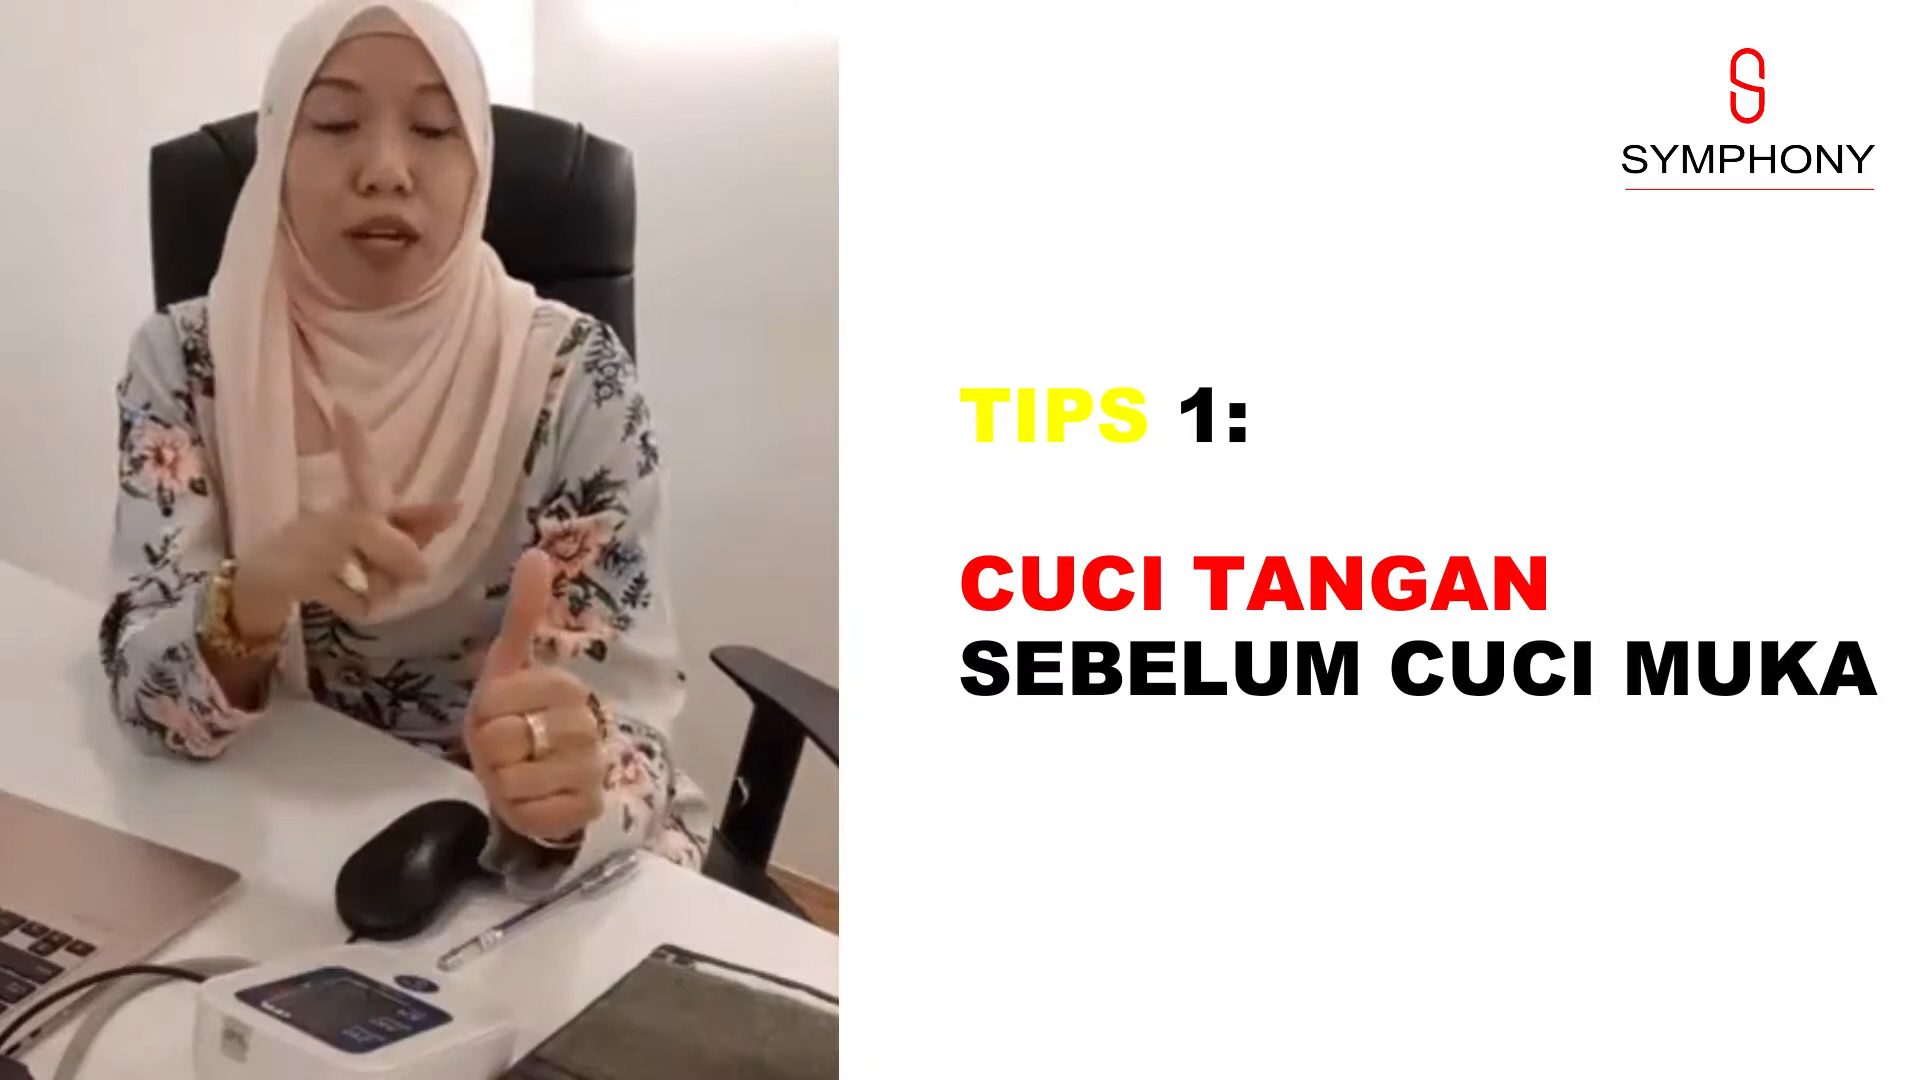 SYMPHONY
TIPS 1:
CUCI TANGAN
SEBELUM CUCI MUKA